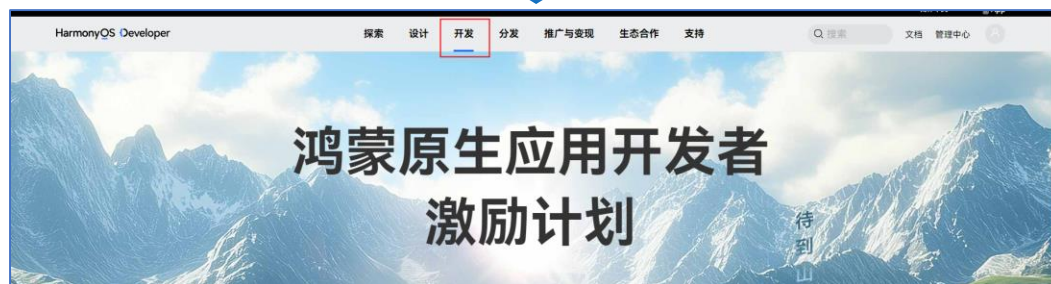 HarmonyOS Developer 探索 设计 开发 分发 推广与变现 生态合作 支持 搜索 文档 管理中心
鸿蒙原生应用开发者
激励计划
待
到
山